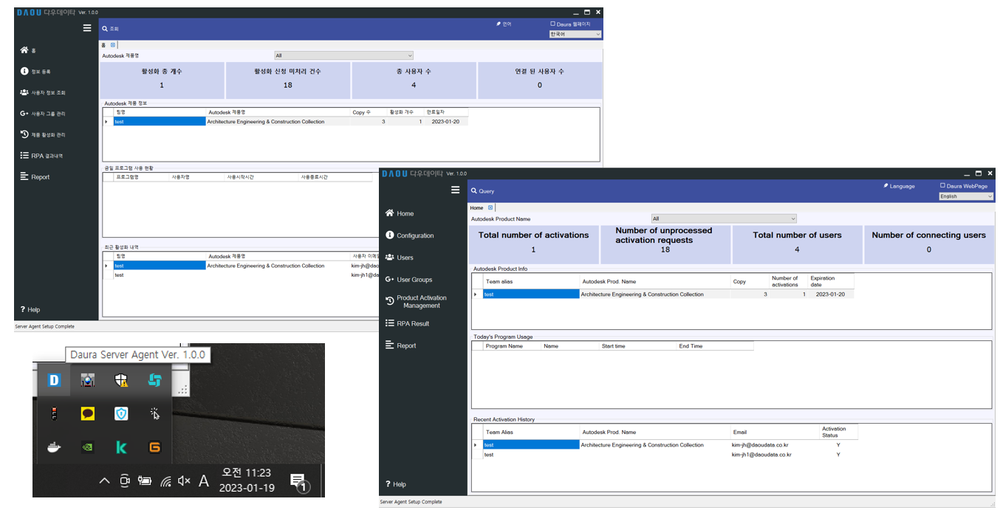 DAOU 다우데이타 Ver. 1.0.0
조회
언어
Daura 웹페이지
한국어
홈
정보 등록
사용자 정보 조회
사용자 그룹 관리
제품 활성화 관리
RPA 결과내역
Report
Help
홈
Autodesk 제품명
All
활성화 총 개수
1
활성화 신청 미처리 건수
18
총 사용자 수
4
연결 된 사용자 수
0
Autodesk 제품 정보
팀명 Autodesk 제품명 Copy 수 활성화 개수 만료일자
test Architecture Engineering & Construction Collection 3 1 2023-01-20
금일 프로그램 사용 현황
프로그램명 사용자명 사용시작시간 사용종료시간
최근 활성화 내역
팀명 Autodesk 제품명 사용자 이메일
test Architecture Engineering & Construction Collection kim-jh@dao
test kim-jh1@da
Server Agent Setup Complete
DAOU 다우데이타 Ver. 1.0.0
Query
Language
Daura WebPage
English
Home
Configuration
Users
User Groups
Product Activation
Management
RPA Result
Report
Help
Home
Autodesk Product Name
All
Total number of activations
1
Number of unprocessed
activation requests
18
Total number of users
4
Number of connecting users
0
Autodesk Product Info
Team alias Autodesk Prod. Name Copy Number of activations Expiration date
test Architecture Engineering & Construction Collection 3 1 2023-01-20
Today's Program Usage
Program Name Name Start time End Time
Recent Activation History
Team Alias Autodesk Prod. Name Email Activation Status
test Architecture Engineering & Construction Collection kim-jh@daoudata.co.kr Y
test kim-jh1@daoudata.co.kr Y
Server Agent Setup Complete
Daura Server Agent Ver. 1.0.0
A
오전 11:23
2023-01-19
1